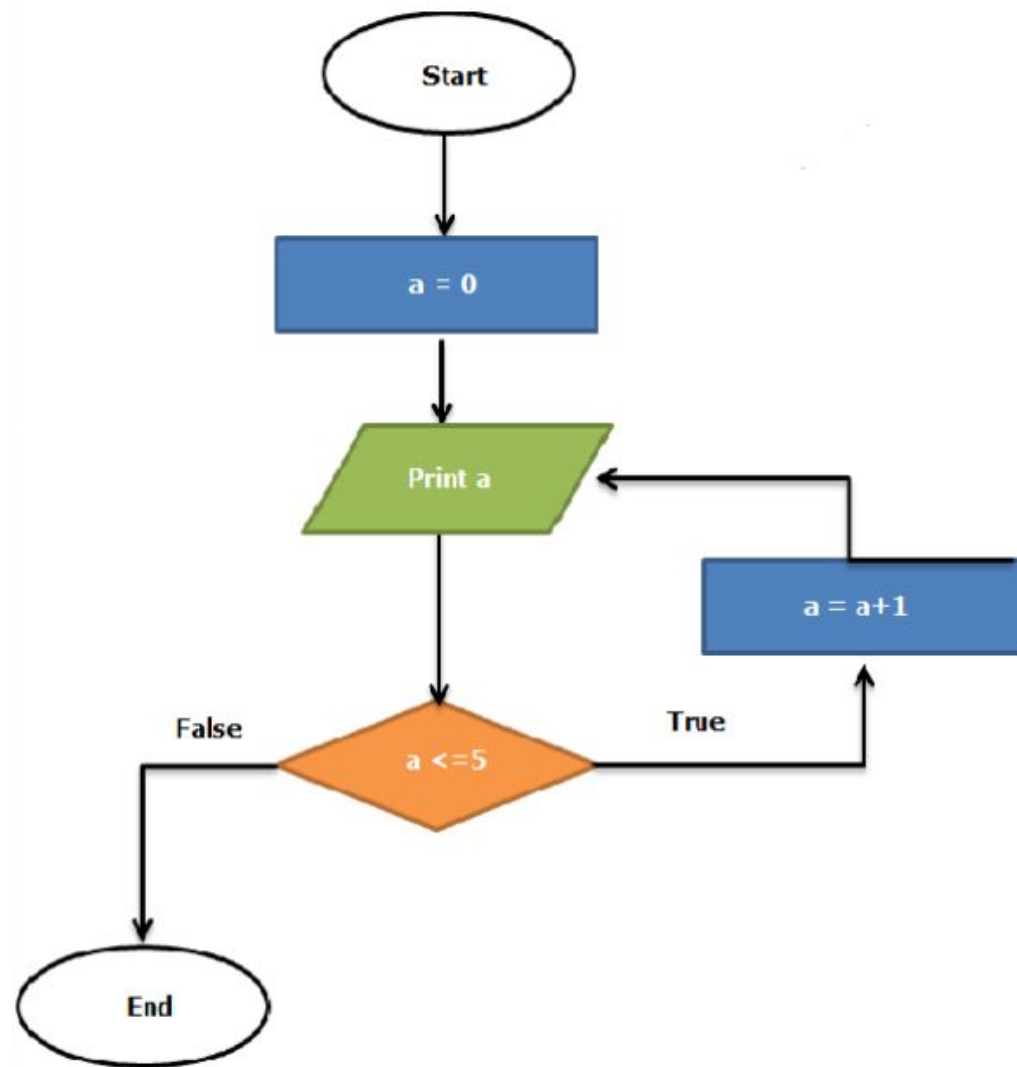 Start
a = 0
Print a
a = a+1
False
True
a <=5
End